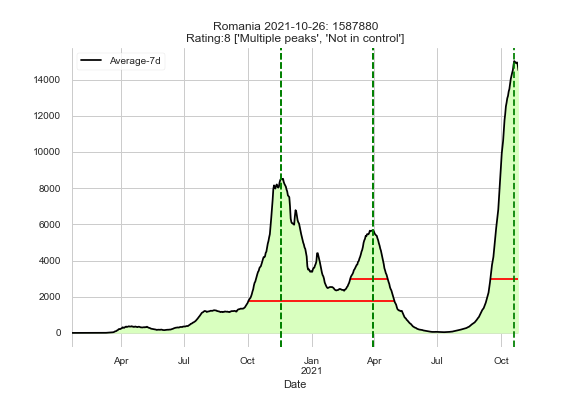 Romania 2021-10-26: 1587880
Rating:8 ['Multiple peaks', 'Not in control']
Average-7d
14000
12000
10000
8000
6000
4000
2000
0
Apr Jul Oct Jan Apr Jul Oct
2021
Date